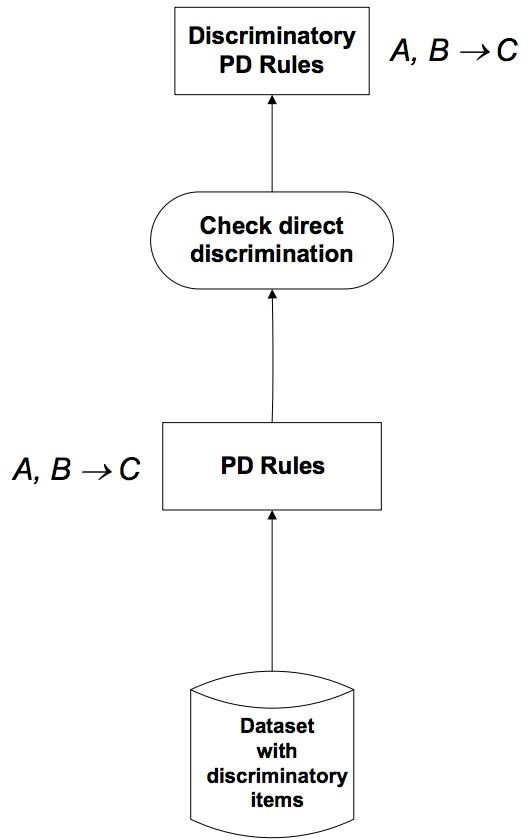 Discriminatory
PD Rules
A, B → C
Check direct
discrimination
A, B → C
PD Rules
Dataset
with
discriminatory
items